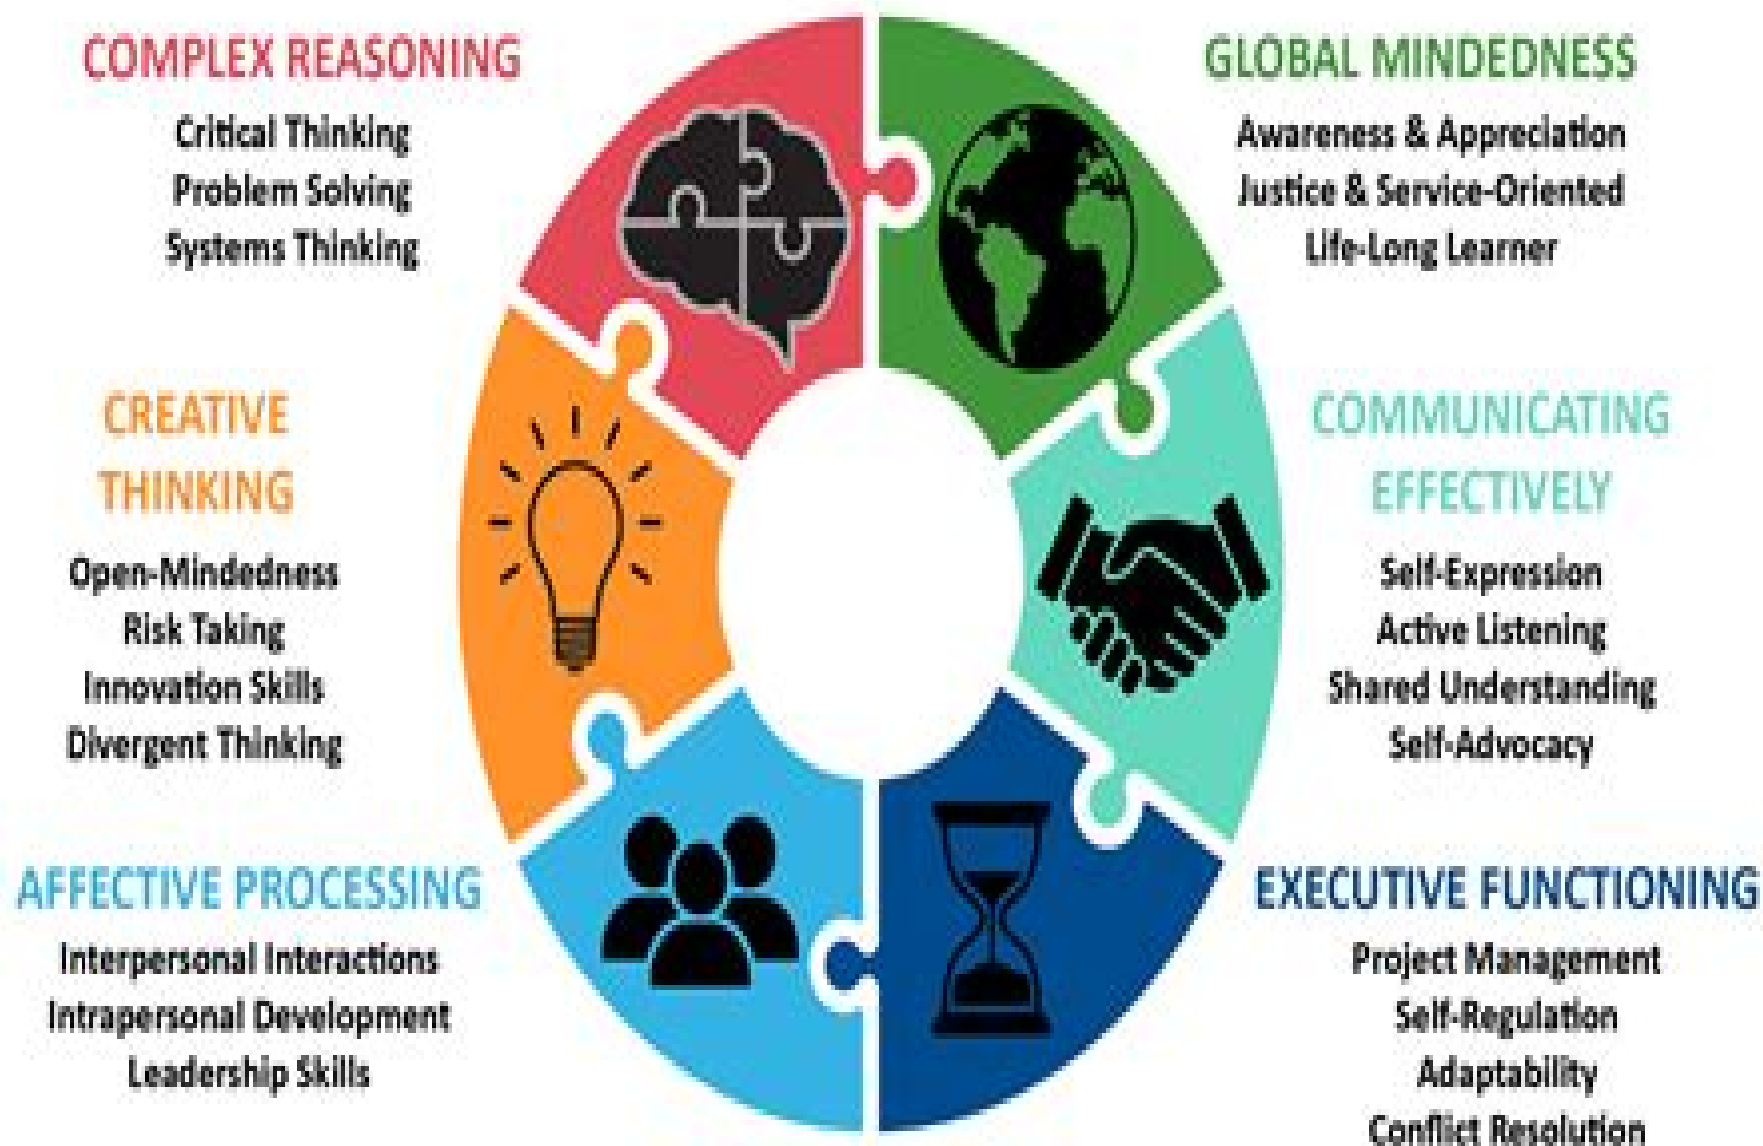 COMPLEX REASONING
Critical Thinking
Problem Solving
Systems Thinking
CREATIVE
THINKING
Open-Mindedness
Risk Taking
Innovation Skills
Divergent Thinking
AFFECTIVE PROCESSING
Interpersonal Interactions
Intrapersonal Development
Leadership Skills
GLOBAL MINDEDNESS
Awareness & Appreciation
Justice & Service-Oriented
Life-Long Learner
COMMUNICATING
EFFECTIVELY
Self-Expression
Active Listening
Shared Understanding
Self-Advocacy
EXECUTIVE FUNCTIONING
Project Management
Self-Regulation
Adaptability
Conflict Resolution